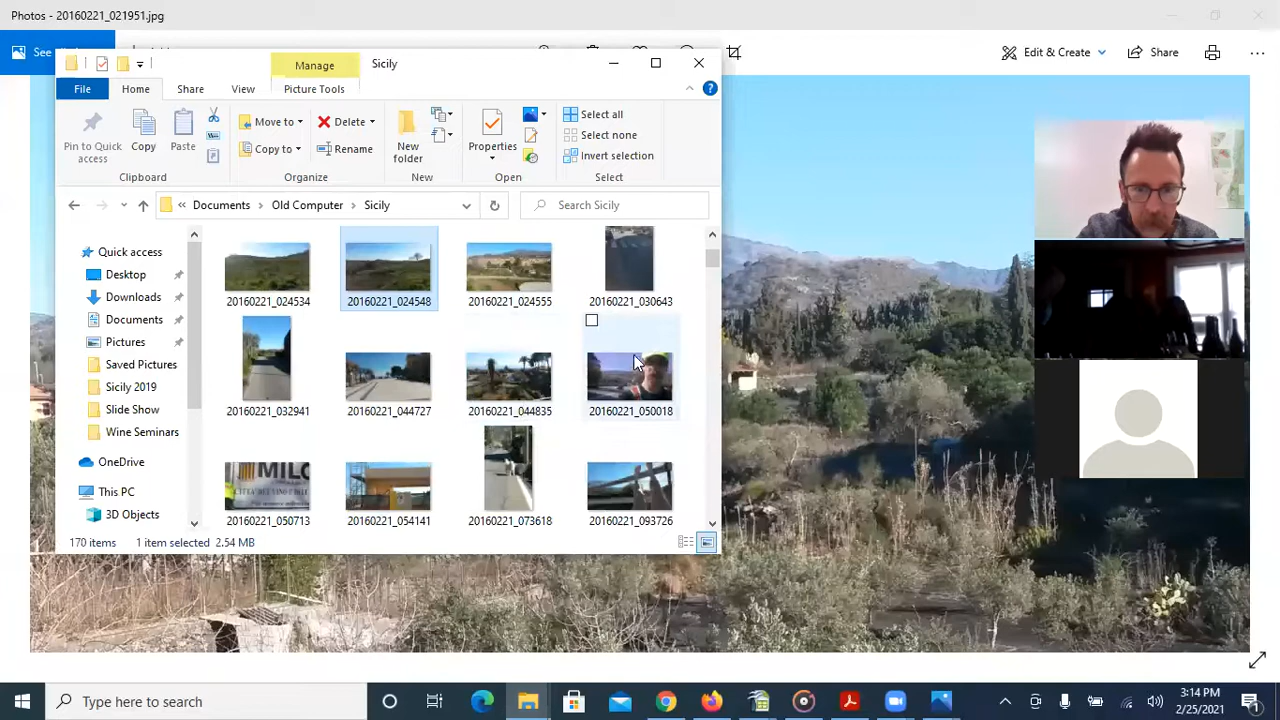 Photos - 20160221_021951.jpg
See
Edit & Create
Share
Manage
Sicily
File
Home
Share
View
Picture Tools
Pin to Quick access
Copy
Paste
Move to
Copy to
Delete
Rename
New folder
Properties
Select all
Select none
Invert selection
Clipboard
Organize
New
Open
Select
« Documents > Old Computer > Sicily
Search Sicily
Quick access
Desktop
Downloads
Documents
Pictures
Saved Pictures
Sicily 2019
Slide Show
Wine Seminars
OneDrive
This PC
3D Objects
20160221_024534
20160221_024548
20160221_024555
20160221_030643
20160221_032941
20160221_044727
20160221_044835
20160221_050018
MILO
20160221_050713
20160221_054141
20160221_073618
20160221_093726
170 items
1 item selected 2.54 MB
Type here to search
3:14 PM
2/25/2021
1